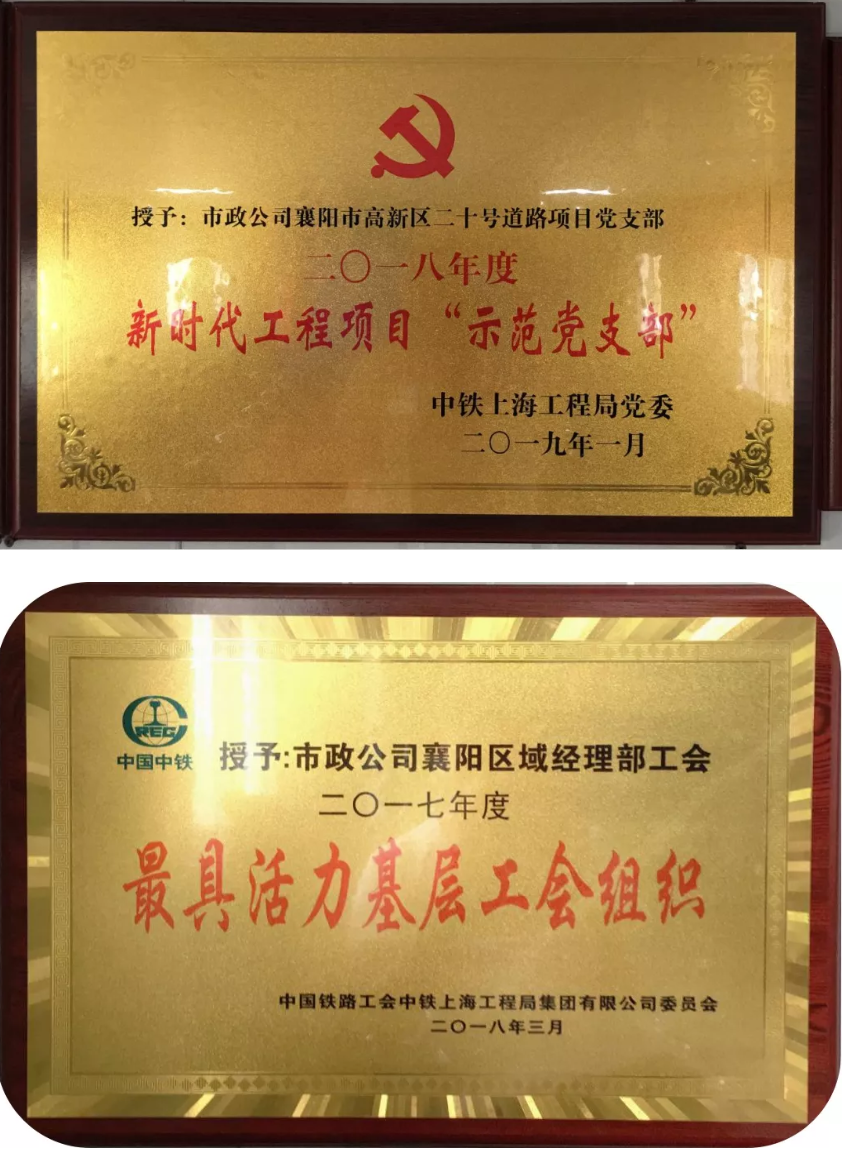 授予：市政公司襄阳市高新区二十号道路项目党支部
二〇一八年度
新时代工程项目“示范党支部”
中铁上海工程局党委
二〇一九年一月
CREC
中国中铁
授予:市政公司襄阳区域经理部工会
二〇一七年度
最具活力基层工会组织
中国铁路工会中铁上海工程局集团有限公司委员会
二〇一八年三月